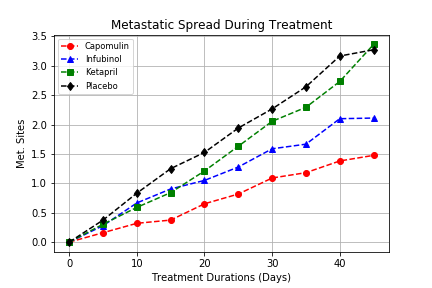 Metastatic Spread During Treatment
Capomulin
Infubinol
Ketapril
Placebo
3.5
3.0
2.5
2.0
1.5
1.0
0.5
0.0
Met. Sites
0
10
20
30
40
Treatment Durations (Days)